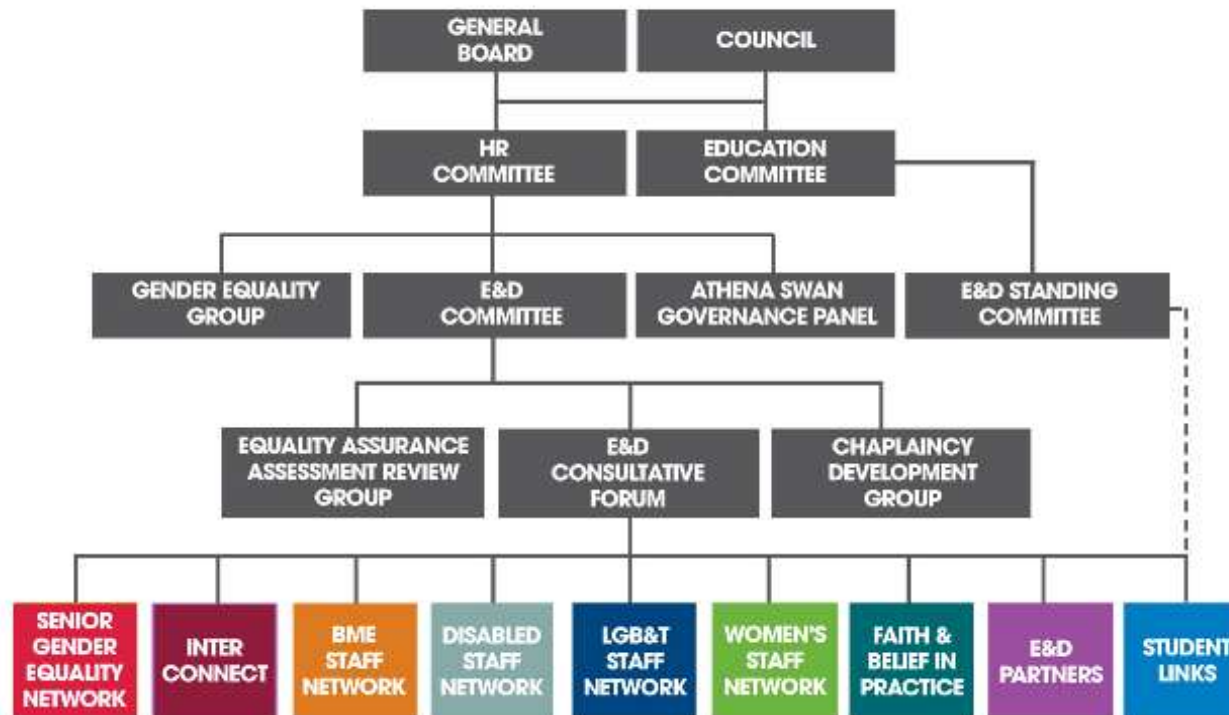 GENERAL
BOARD
COUNCIL
HR
COMMITTEE
EDUCATION
COMMITTEE
GENDER EQUALITY
GROUP
E&D
COMMITTEE
ATHENA SWAN
GOVERNANCE PANEL
E&D STANDING
COMMITTEE
EQUALITY ASSURANCE
ASSESSMENT REVIEW
GROUP
E&D
CONSULTATIVE
FORUM
CHAPLAINCY
DEVELOPMENT
GROUP
SENIOR
GENDER
EQUALITY
NETWORK
INTER
CONNECT
BME
STAFF
NETWORK
DISABLED
STAFF
NETWORK
LGB&T
STAFF
NETWORK
WOMEN'S
STAFF
NETWORK
FAITH &
BELIEF IN
PRACTICE
E&D
PARTNERS
STUDENT
LINKS